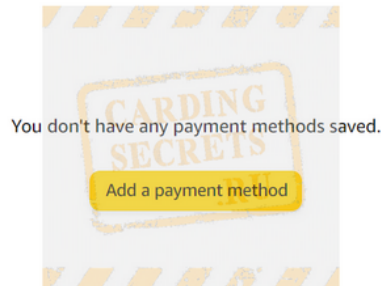 You don't have any payment methods saved.
CARDING
SECRETS
.RU
Add a payment method